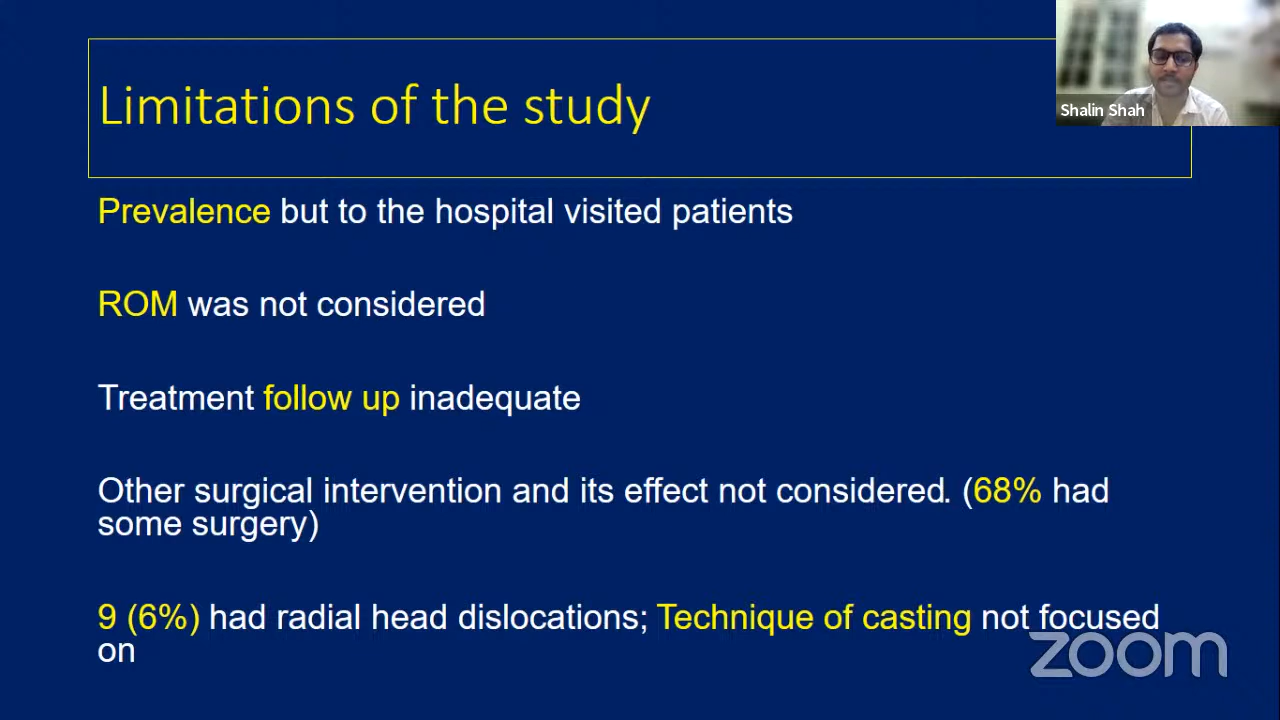 Limitations of the study
Shalin Shah
Prevalence but to the hospital visited patients
ROM was not considered
Treatment follow up inadequate
Other surgical intervention and its effect not considered. (68% had
some surgery)
9 (6%) had radial head dislocations; Technique of casting not focused
on
zoom